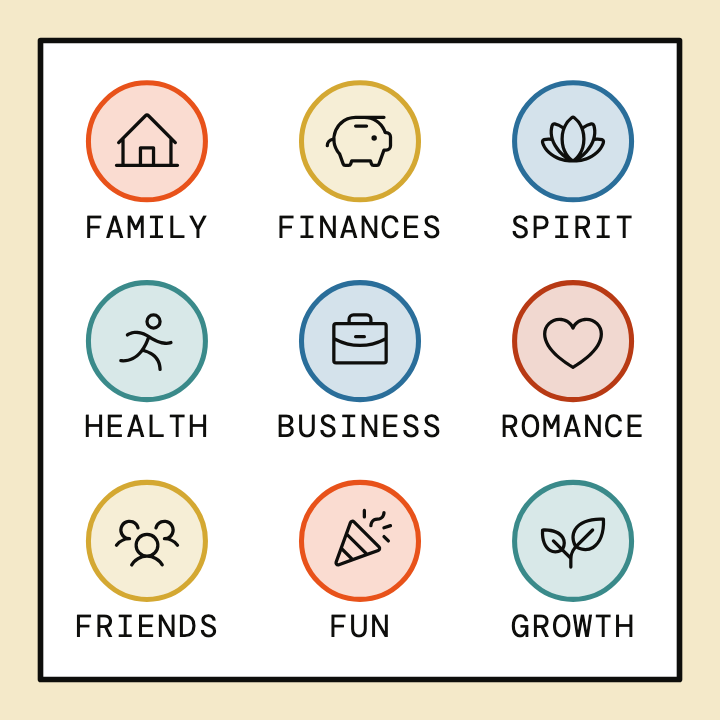 FAMILY
FINANCES
SPIRIT
HEALTH
BUSINESS
ROMANCE
FRIENDS
FUN
GROWTH